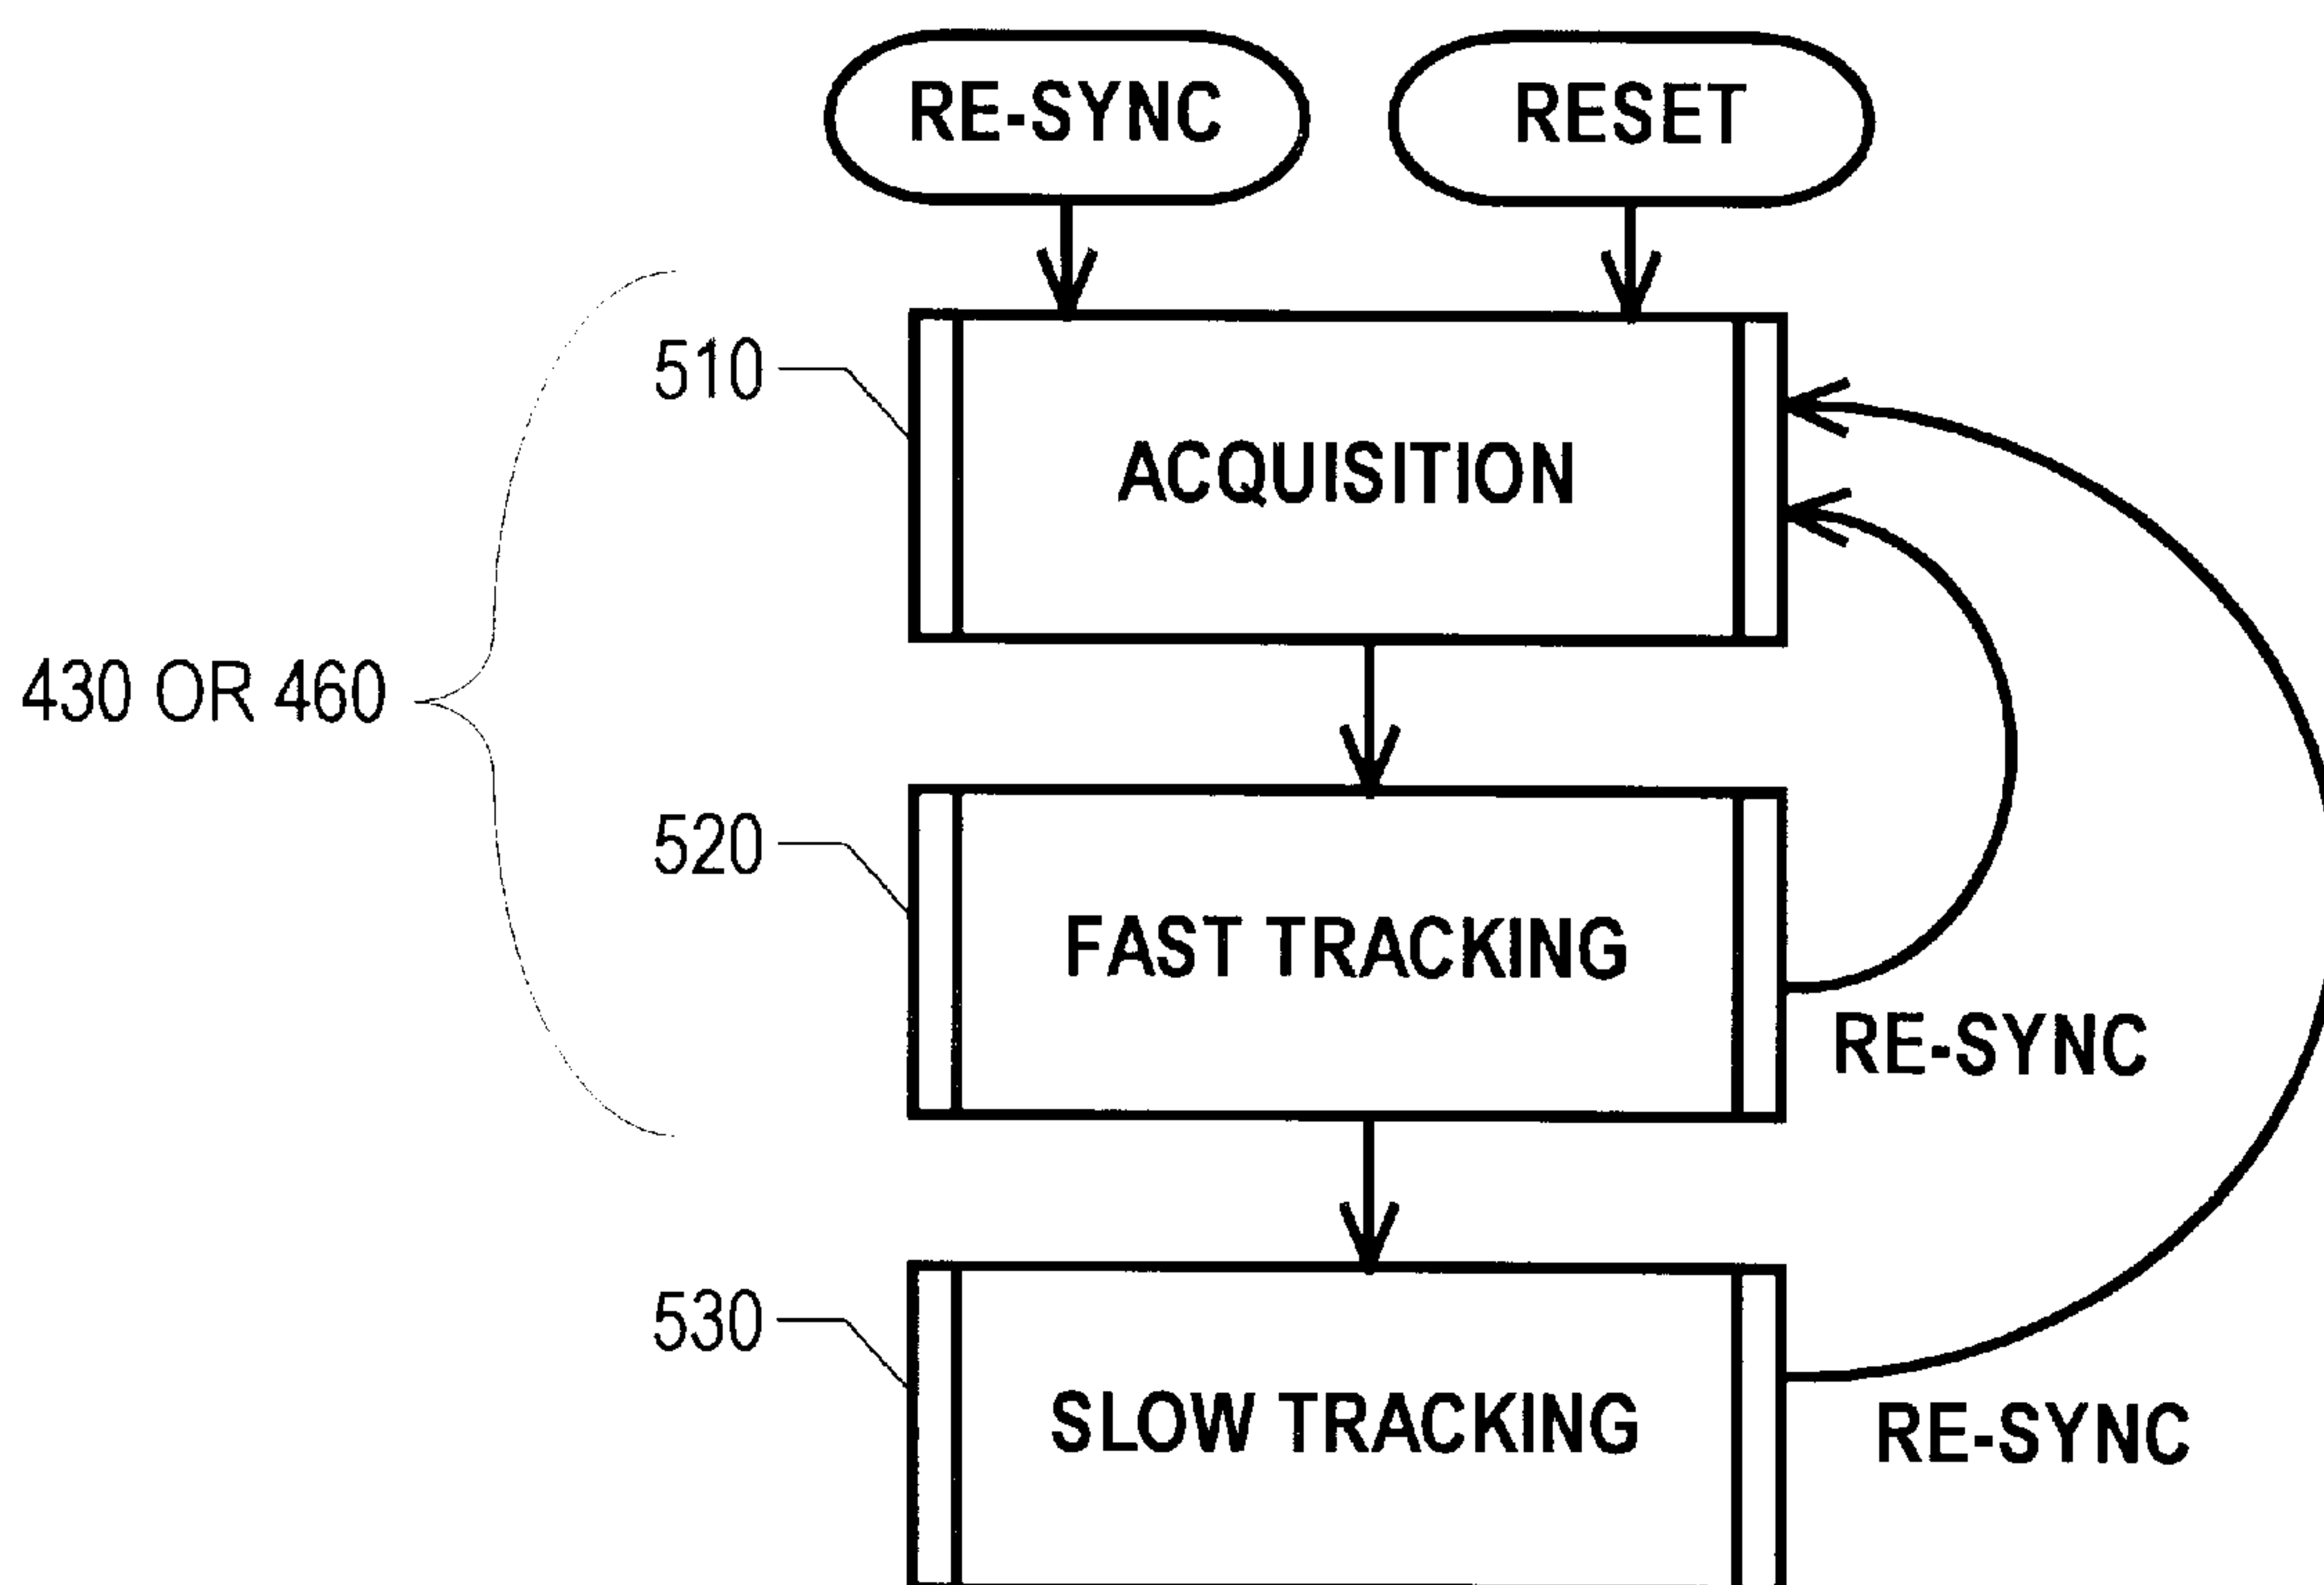 RE-SYNC
RESET
510
ACQUISITION
430 OR 460
520
FAST TRACKING
RE-SYNC
530
SLOW TRACKING
RE-SYNC